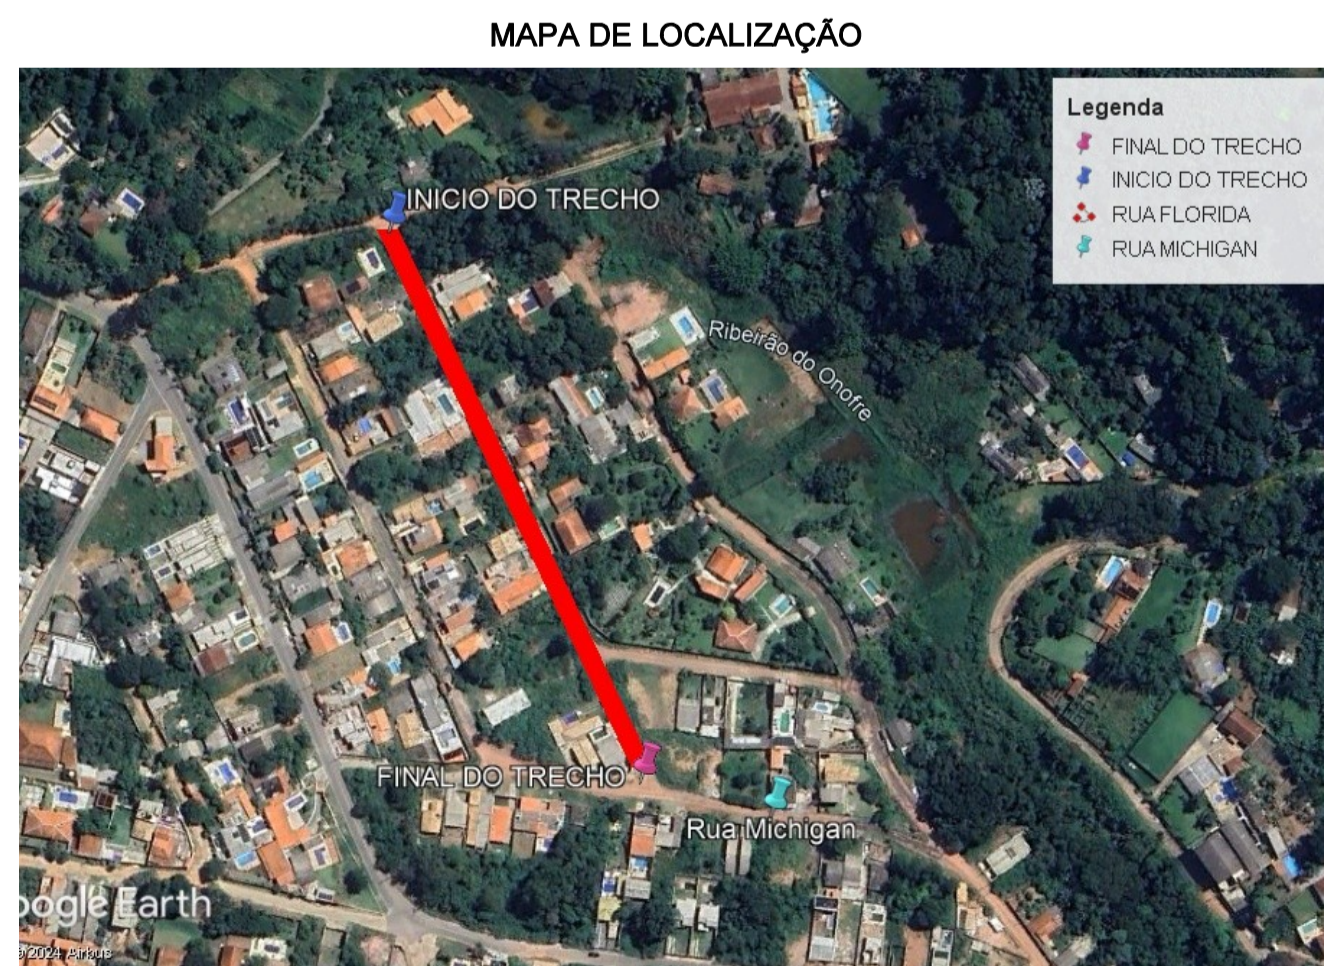 MAPA DE LOCALIZAÇÃO
Legenda
FINAL DO TRECHO
INICIO DO TRECHO
RUA FLORIDA
RUA MICHIGAN
INICIO DO TRECHO
Ribeirão do Onofre
FINAL DO TRECHO
Rua Michigan
oogle Earth
©2024 Airbus